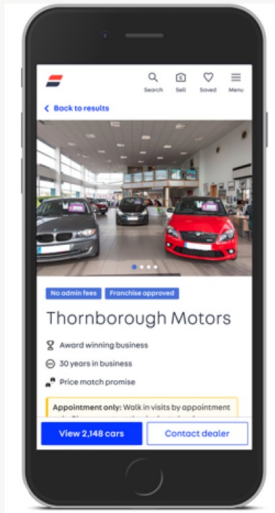 Search Sell Saved Menu
Back to results
No admin fees Franchise approved
Thornborough Motors
Award winning business
30 years in business
Price match promise
Appointment only: Walk in visits by appointment
View 2,148 cars Contact dealer